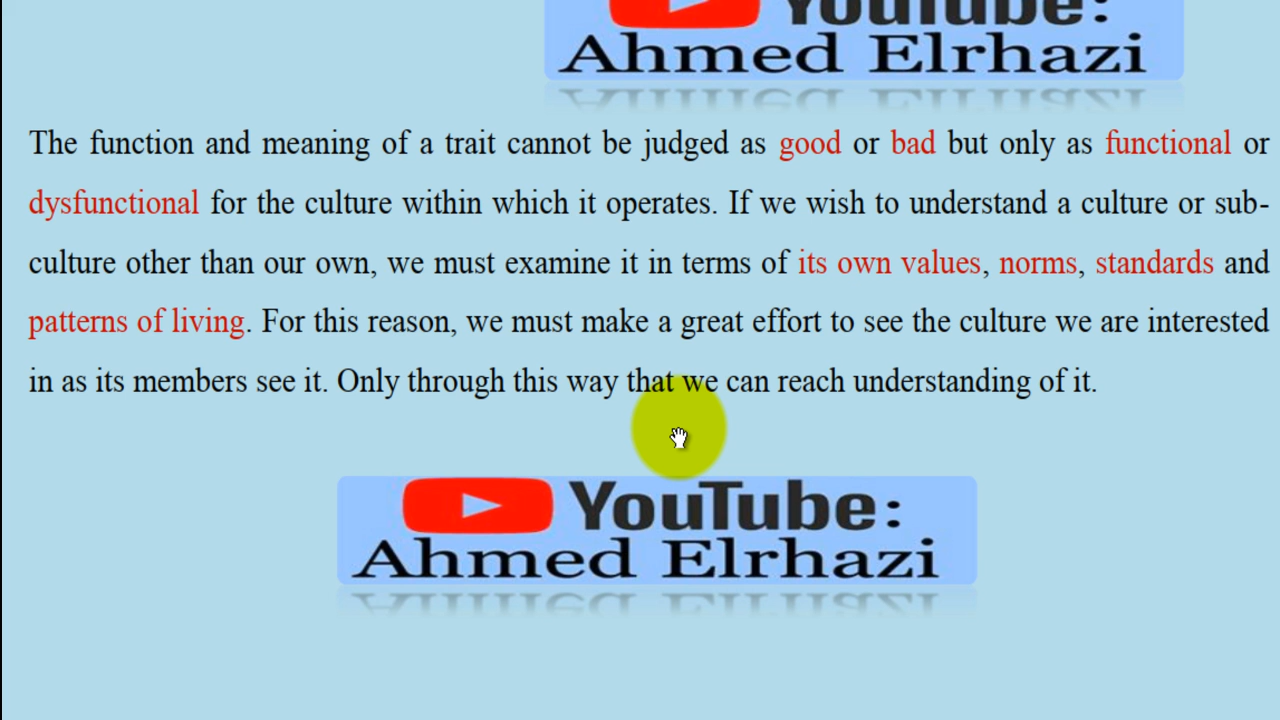 YouTube:
Ahmed Elrhazi
The function and meaning of a trait cannot be judged as good or bad but only as functional or
dysfunctional for the culture within which it operates. If we wish to understand a culture or sub-
culture other than our own, we must examine it in terms of its own values, norms, standards and
patterns of living. For this reason, we must make a great effort to see the culture we are interested
in as its members see it. Only through this way that we can reach understanding of it.
YouTube:
Ahmed Elrhazi